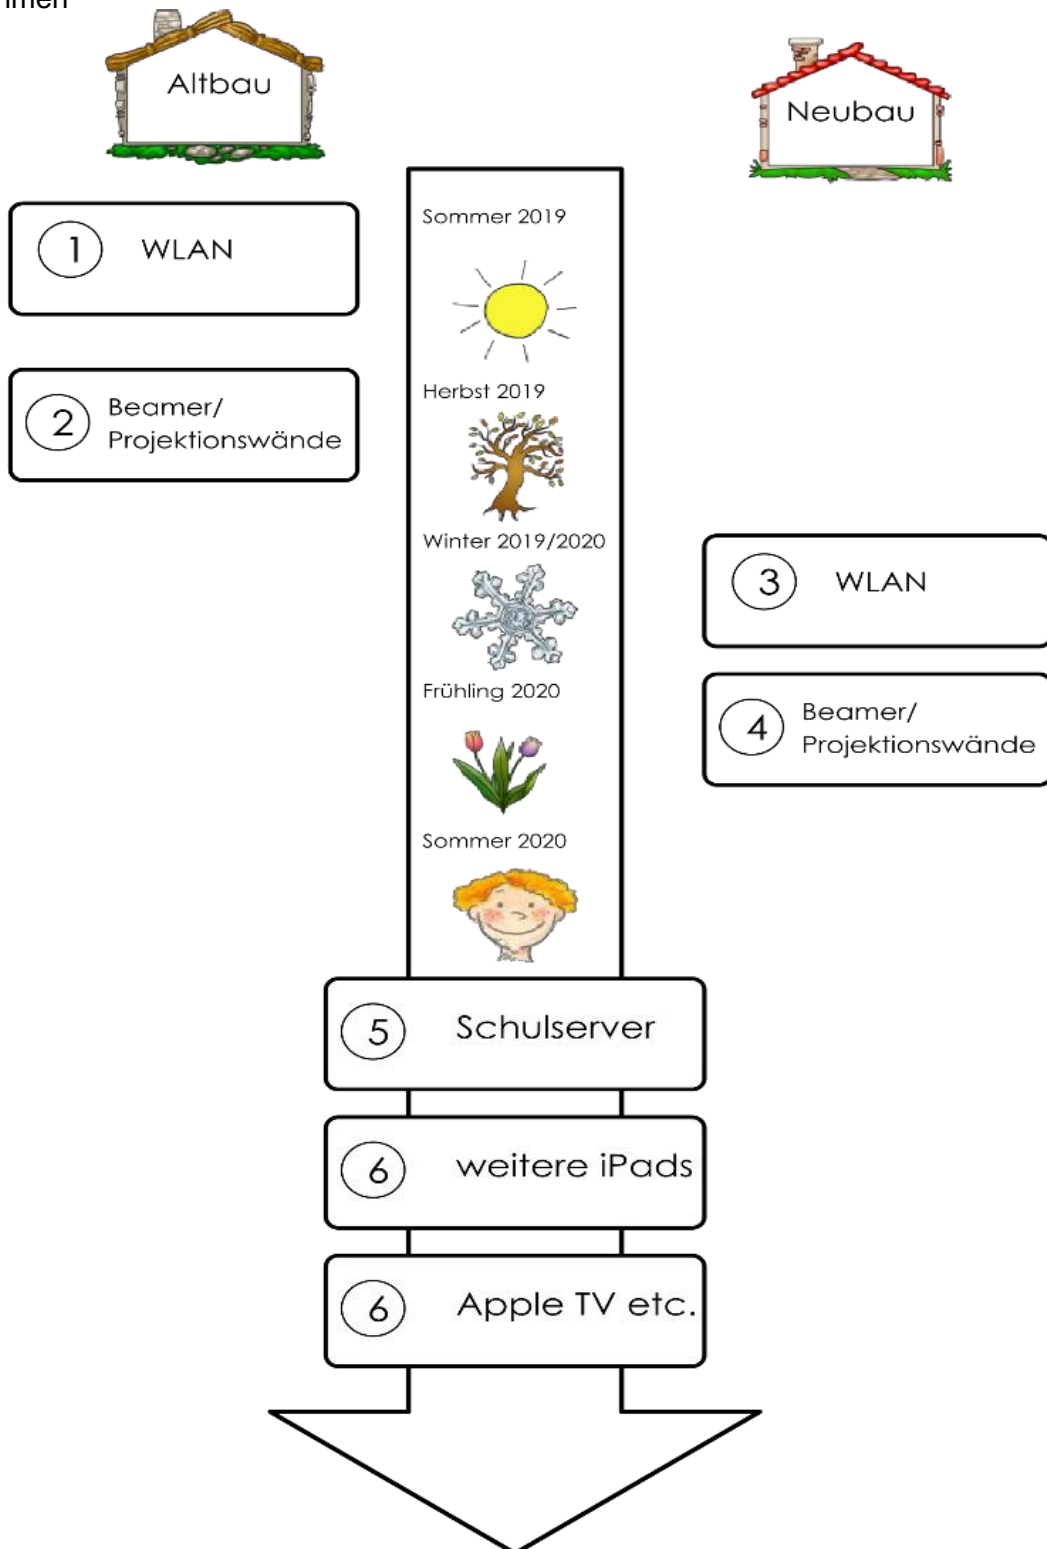 Altbau
Neubau
Sommer 2019
1 WLAN
Herbst 2019
2 Beamer/
Projektionswände
Winter 2019/2020
3 WLAN
Frühling 2020
4 Beamer/
Projektionswände
Sommer 2020
5 Schulserver
6 weitere iPads
6 Apple TV etc.